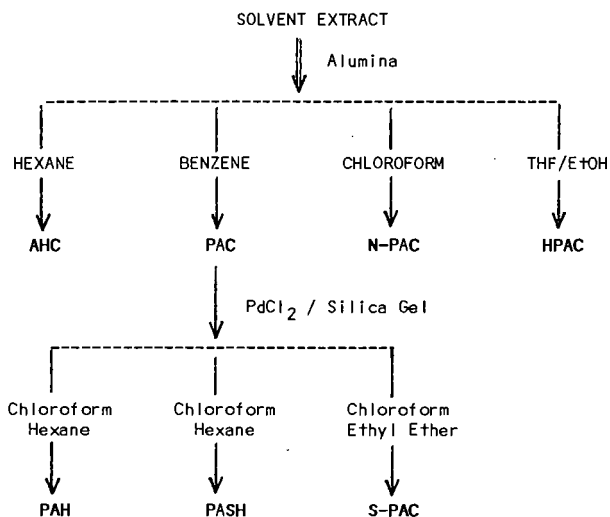 SOLVENT EXTRACT
Alumina
HEXANE BENZENE CHLOROFORM THF/EtOH
AHC PAC N-PAC HPAC
PdCl2 / Silica Gel
Chloroform Chloroform Chloroform
Hexane Hexane Ethyl Ether
PAH PASH S-PAC